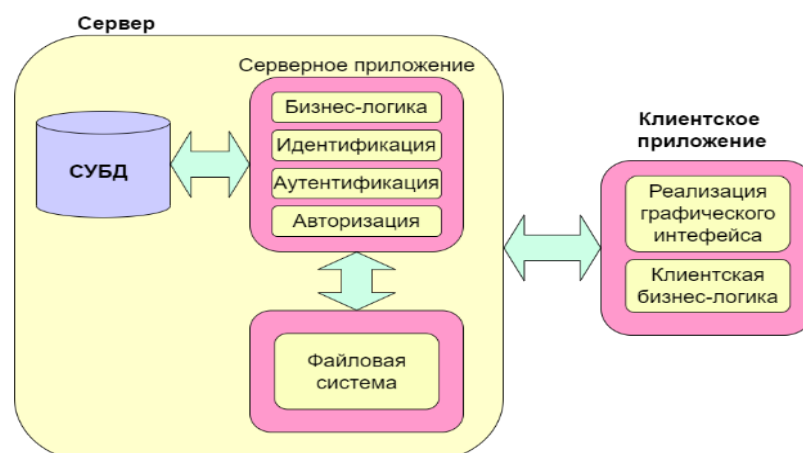 Сервер
Серверное приложение
Бизнес-логика
Идентификация
Аутентификация
Авторизация
СУБД
Файловая
система
Клиентское
приложение
Реализация
графического
интефейса
Клиентская
бизнес-логика